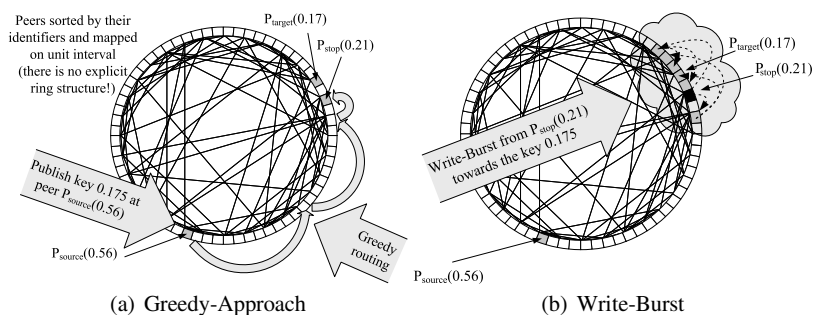 Peers sorted by their
identifiers and mapped
on unit interval
(there is no explicit
ring structure!)
P_target(0.17)
P_stop(0.21)
Publish key 0.175 at
peer P_source(0.56)
P_source(0.56)
Greedy
routing
(a) Greedy-Approach
P_target(0.17)
P_stop(0.21)
Write-Burst from P_stop(0.21)
towards the key 0.175
P_source(0.56)
(b) Write-Burst